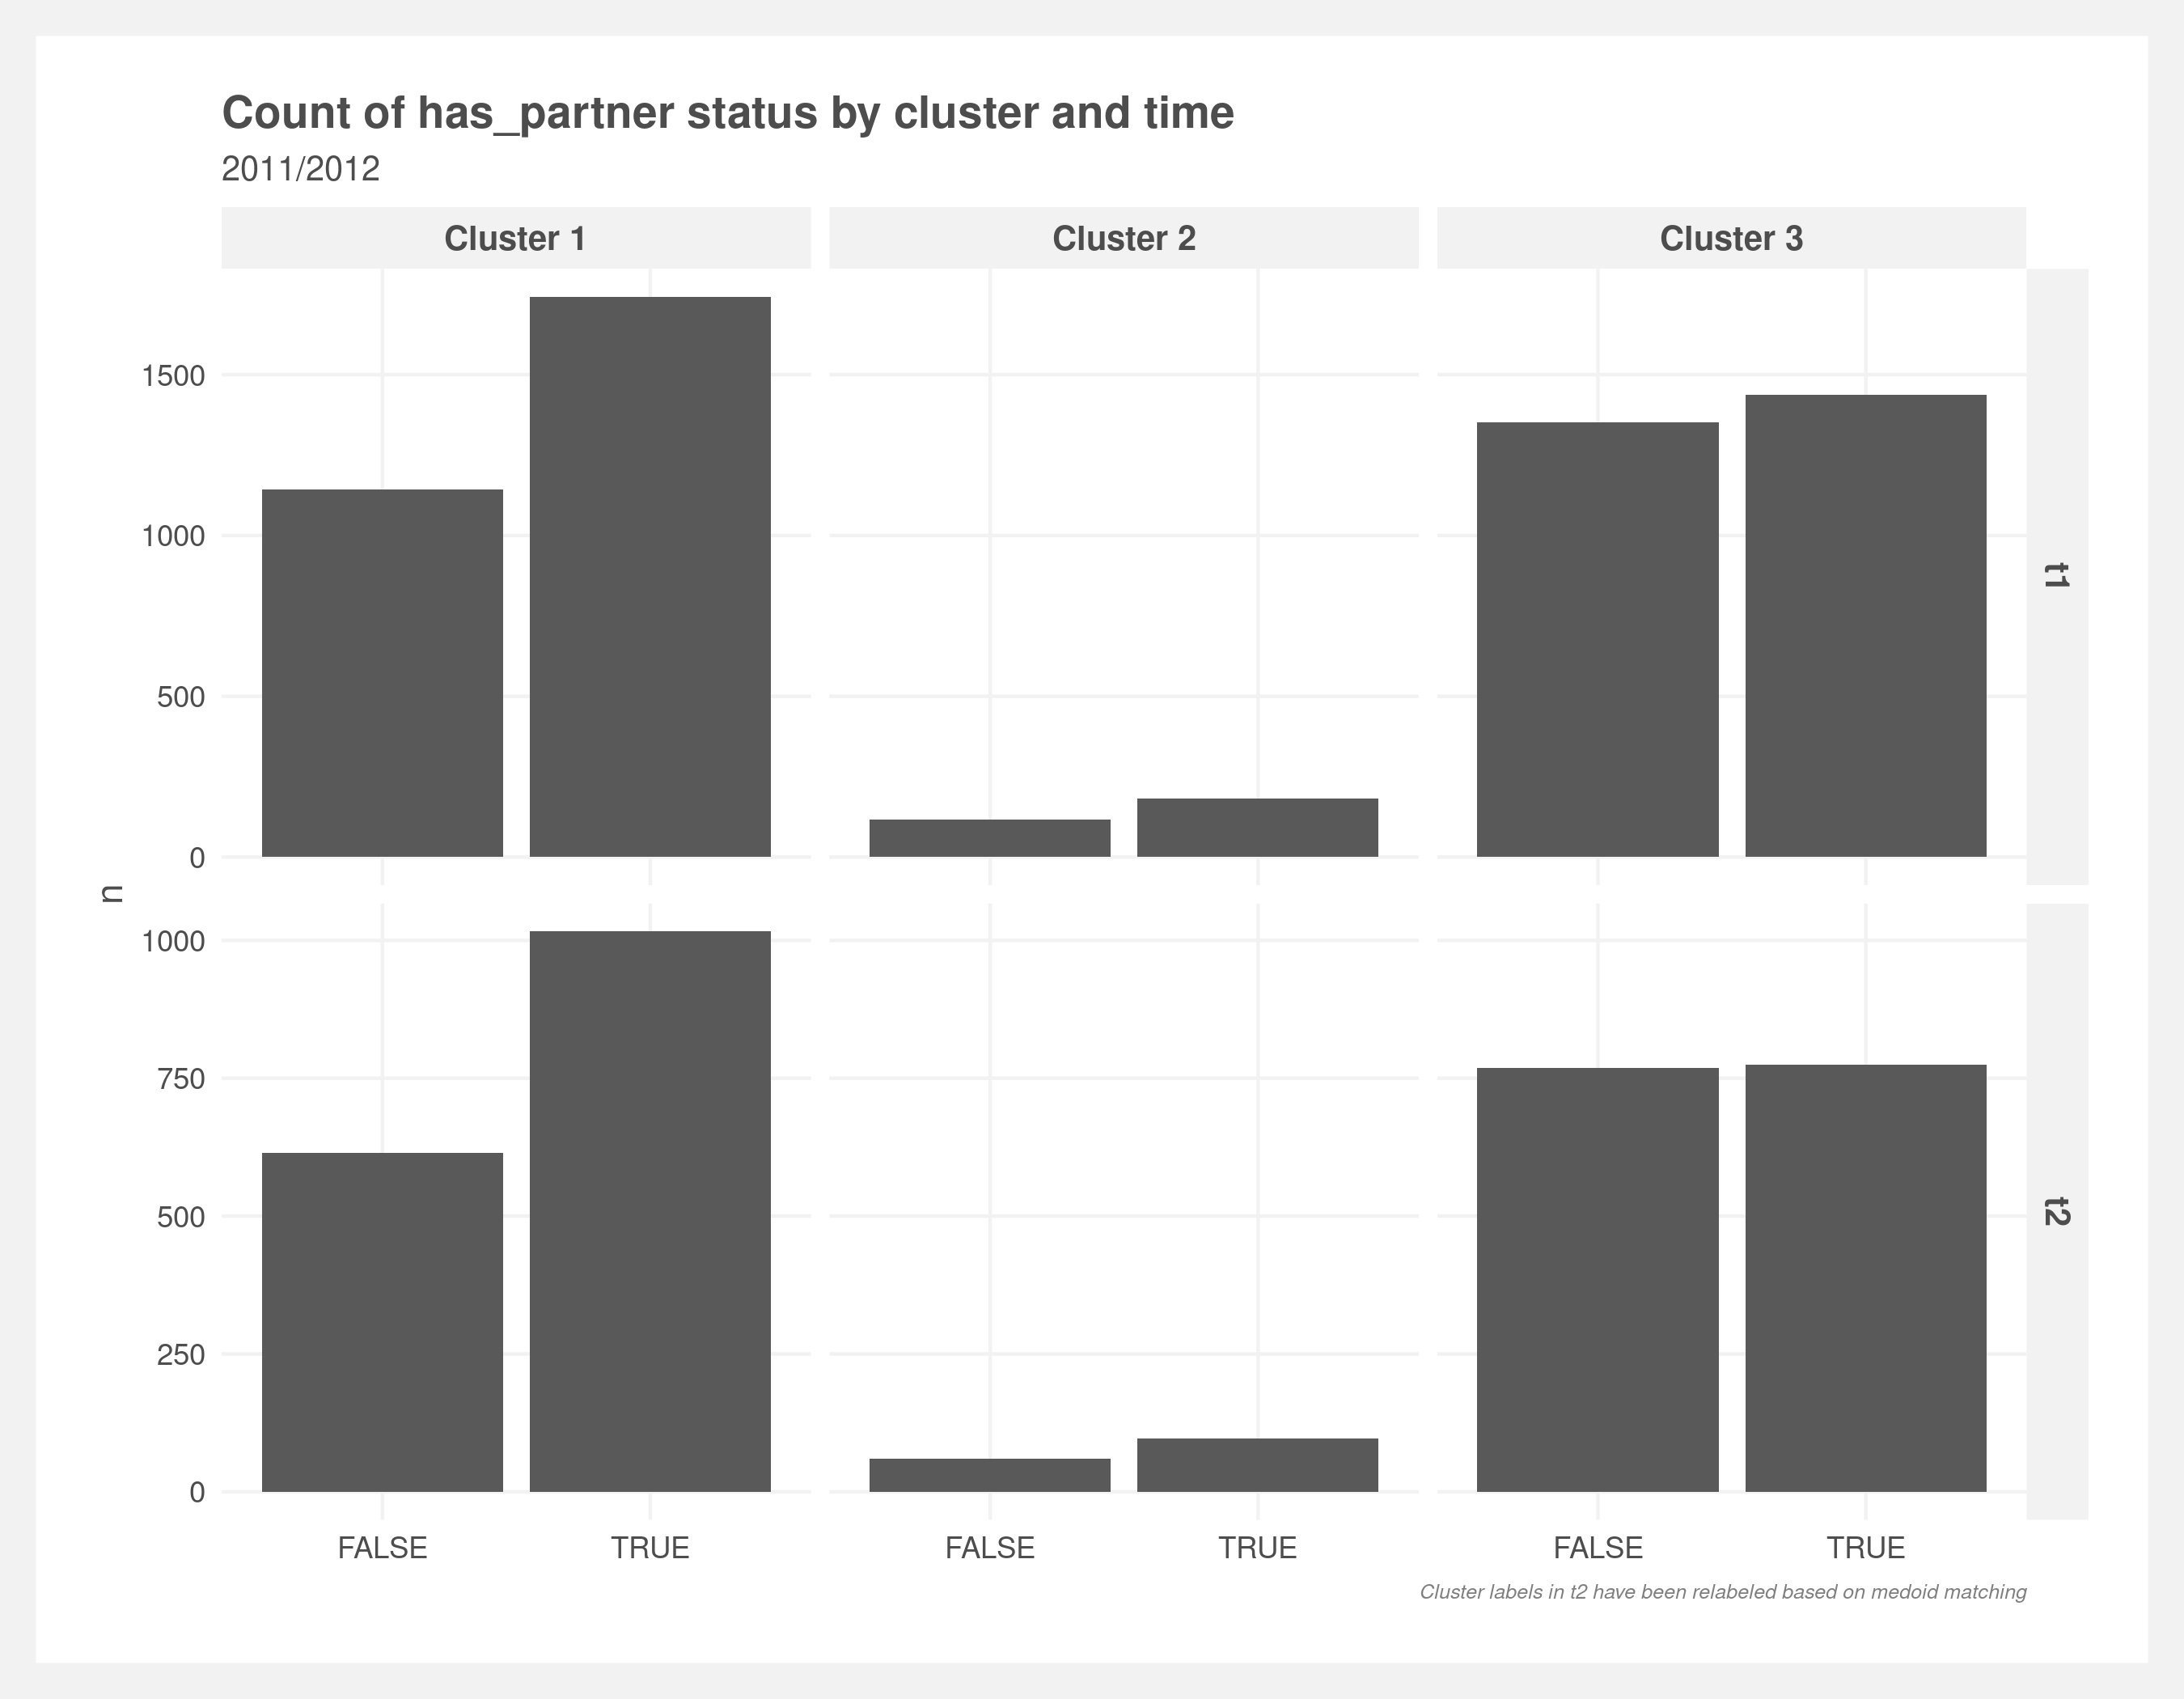 Count of has_partner status by cluster and time
2011/2012
Cluster 1
Cluster 2
Cluster 3
1500
1000
500
0
t1
n
1000
750
500
250
0
t2
FALSE
TRUE
FALSE
TRUE
FALSE
TRUE
Cluster labels in t2 have been relabeled based on medoid matching